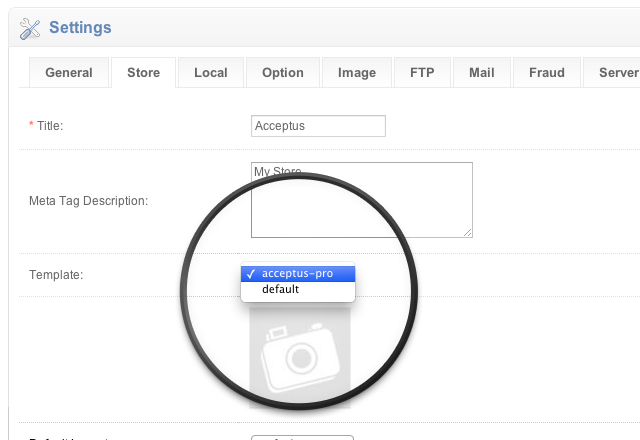 Settings
General Store Local Option Image FTP Mail Fraud Server
* Title: Acceptus
Meta Tag Description: My Store
Template: ✓ acceptus-pro
default